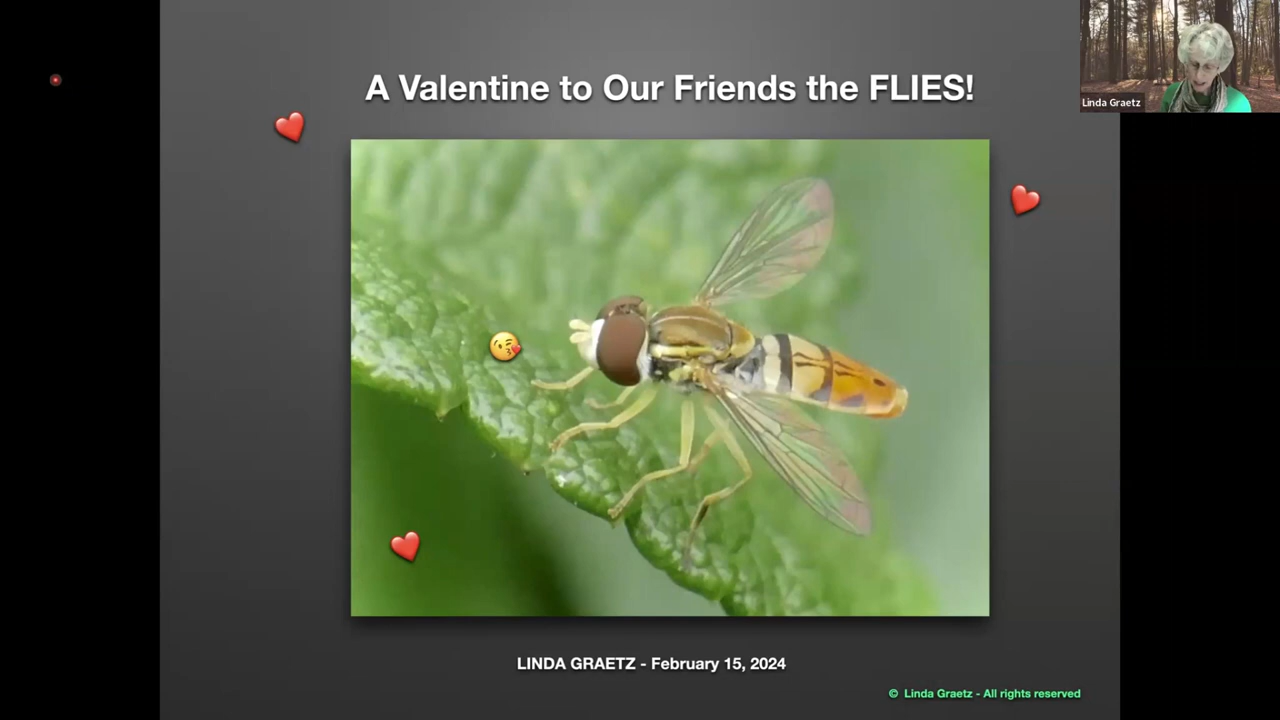 A Valentine to Our Friends the FLIES!
Linda Graetz
LINDA GRAETZ - February 15, 2024
© Linda Graetz - All rights reserved